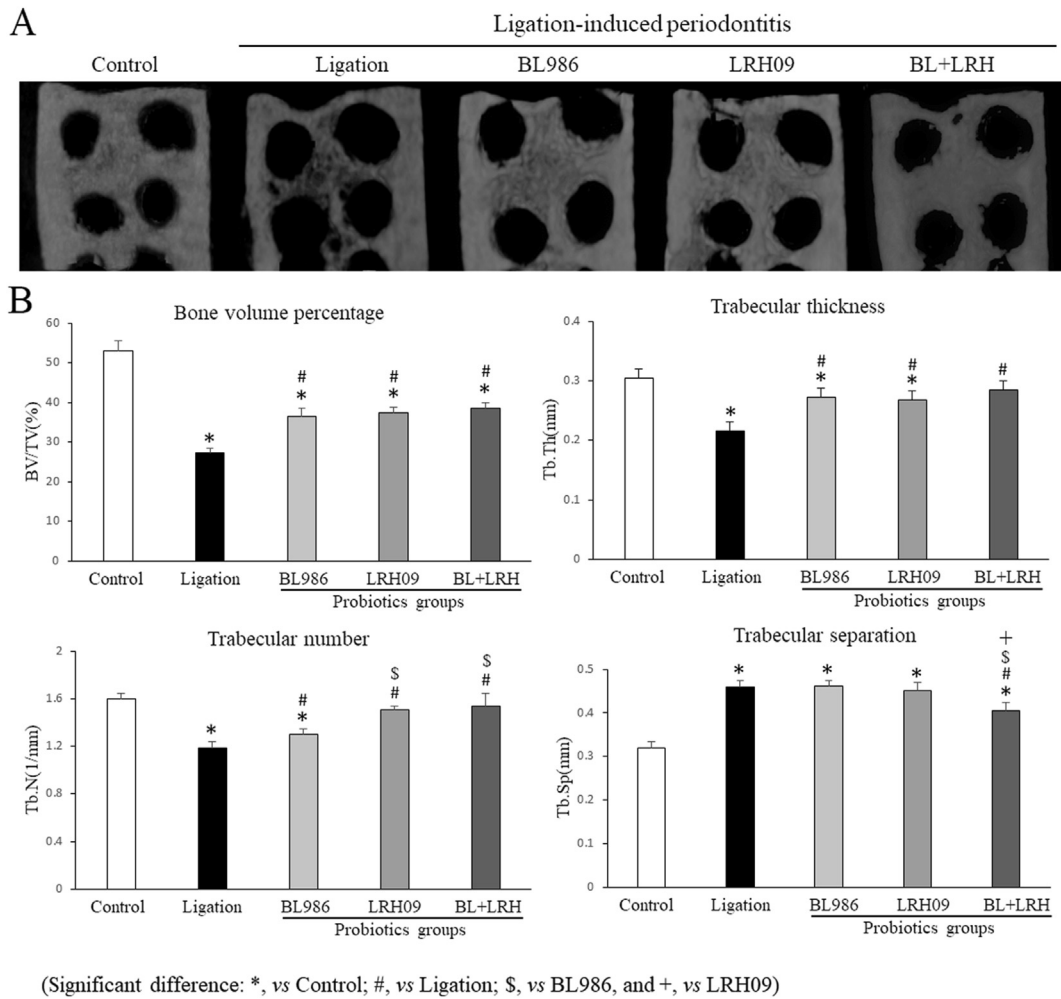 A
Ligation-induced periodontitis
Control Ligation BL986 LRH09 BL+LRH
B
Bone volume percentage
60
50
40
30
20
10
0
BV/TV(%)
*
# *
# *
# *
Control Ligation BL986 LRH09 BL+LRH
Probiotics groups
Trabecular thickness
0.4
0.3
0.2
0.1
0
Tb.Th(mm)
*
# *
# *
#
Control Ligation BL986 LRH09 BL+LRH
Probiotics groups
Trabecular number
2
1.6
1.2
0.8
0.4
0
Tb.N(1/mm)
*
# *
$ #
$ #
Control Ligation BL986 LRH09 BL+LRH
Probiotics groups
Trabecular separation
0.5
0.4
0.3
0.2
0.1
0
Tb.Sp(mm)
*
*
*
+ $ # *
Control Ligation BL986 LRH09 BL+LRH
Probiotics groups
(Significant difference: *, vs Control; #, vs Ligation; $, vs BL986, and +, vs LRH09)